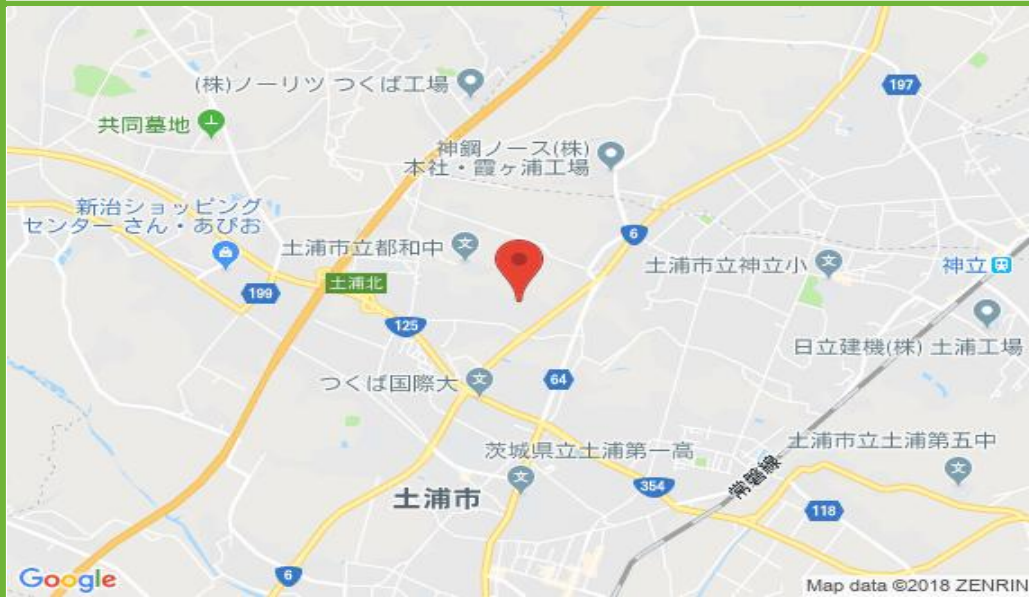 (株)ノーリツ つくば工場
197
共同墓地
神鋼ノース(株)
本社・霞ヶ浦工場
新治ショッピング
センター さん・あぴお
土浦市立都和中
6
土浦市立神立小
神立
土浦北
199
125
日立建機(株) 土浦工場
つくば国際大
64
茨城県立土浦第一高
土浦市立土浦第五中
354
常磐線
土浦市
118
6
Google
Map data ©2018 ZENRIN